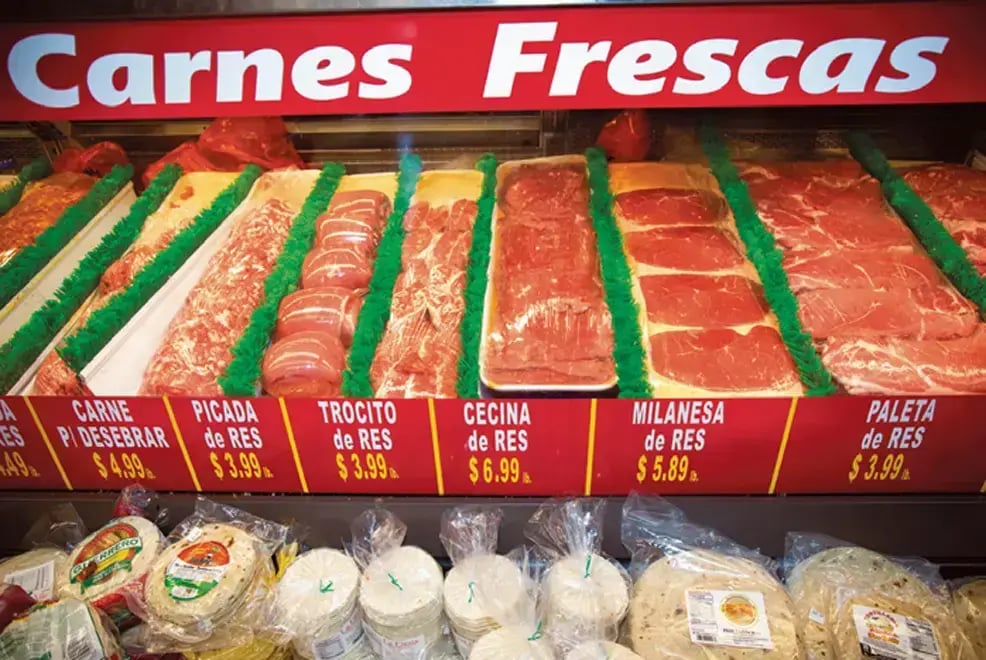 Carnes Frescas
CARNE
P/ DESEBRAR
$4.99 lb.
PICADA
de RES
$3.99 lb.
TROCITO
de RES
$3.99 lb.
CECINA
de RES
$6.99 lb.
MILANESA
de RES
$5.89 lb.
PALETA
de RES
$3.99 lb.
GUERRERO